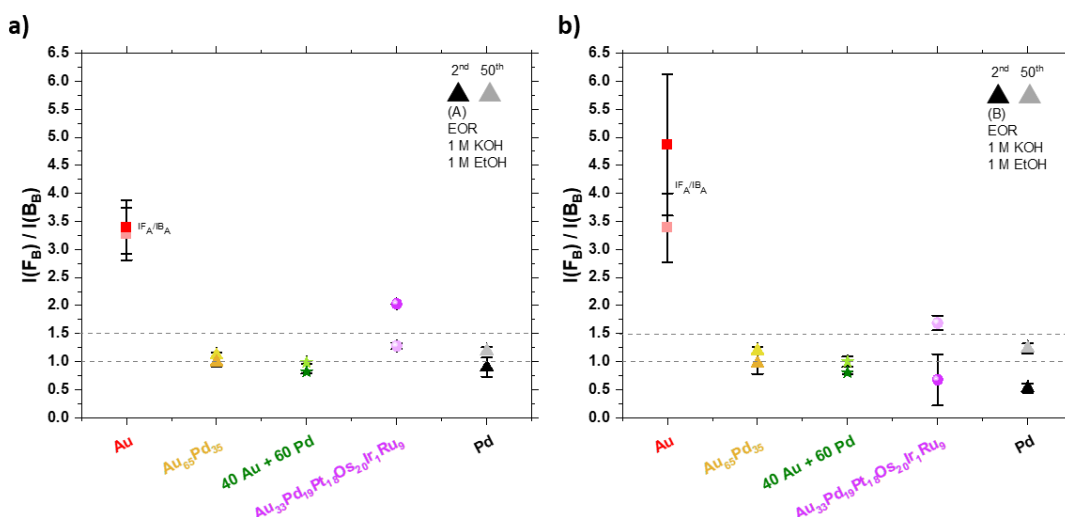 a)
I(F_B) / I(B_B)
6.5
6.0
5.5
5.0
4.5
4.0
3.5
3.0
2.5
2.0
1.5
1.0
0.5
0.0
2nd 50th
(A)
EOR
1 M KOH
1 M EtOH
IF_A/IB_A
Au
Au65Pd35
40 Au + 60 Pd
Au33Pd19Pt18Os20Ir1Ru9
Pd
b)
I(F_B) / I(B_B)
6.5
6.0
5.5
5.0
4.5
4.0
3.5
3.0
2.5
2.0
1.5
1.0
0.5
0.0
2nd 50th
(B)
EOR
1 M KOH
1 M EtOH
IF_A/IB_A
Au
Au65Pd35
40 Au + 60 Pd
Au33Pd19Pt18Os20Ir1Ru9
Pd